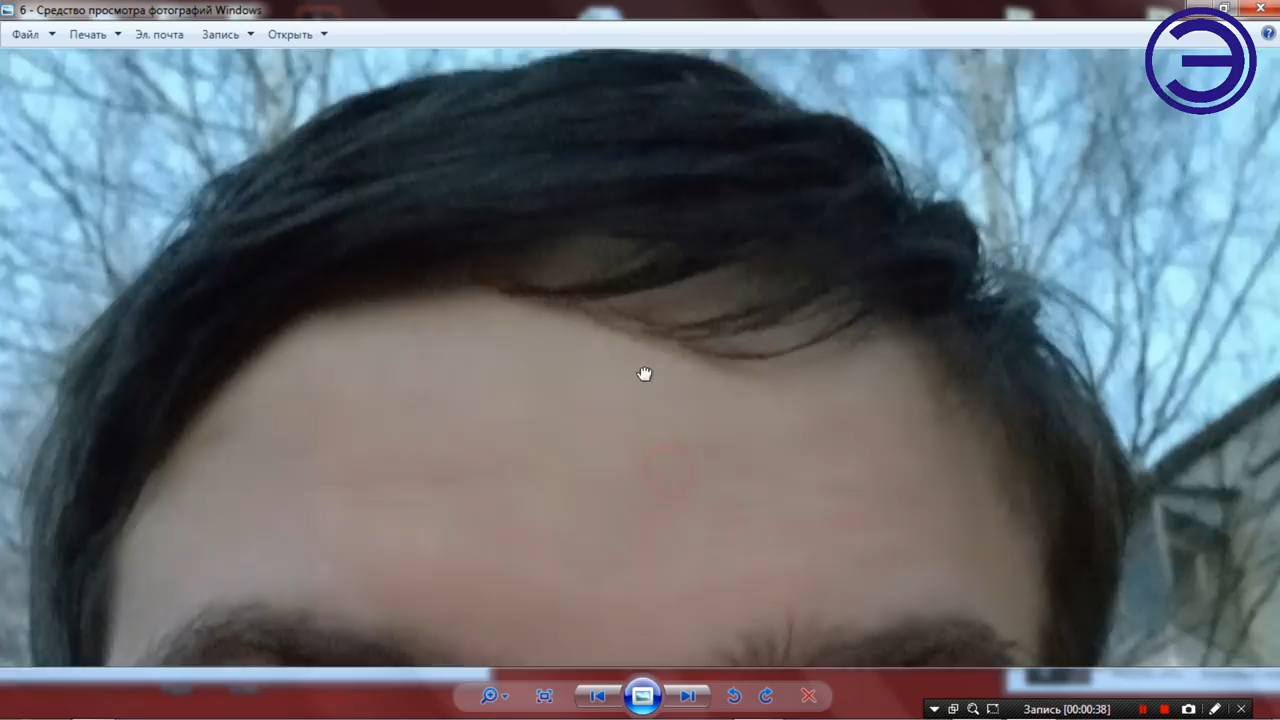 6 - Средство просмотра фотографий Windows
Файл Печать Эл. почта Запись Открыть
Э
Запись [00:00:38]